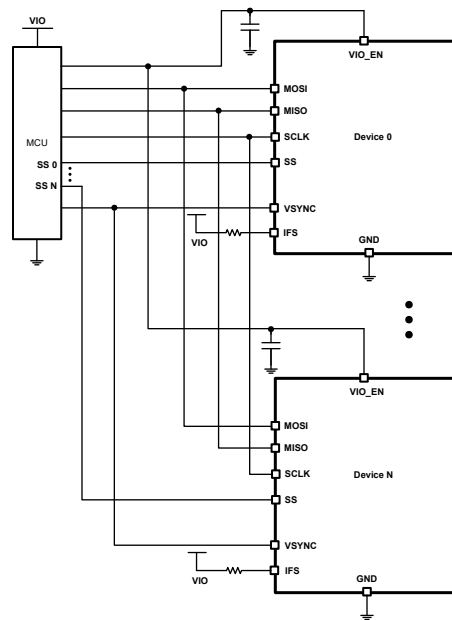 VIO
VIO_EN
MOSI
MISO
MCU
SCLK
Device 0
SS 0
SS
SS N
VSYNC
VIO
IFS
GND
VIO_EN
MOSI
MISO
SCLK
Device N
SS
VSYNC
VIO
IFS
GND